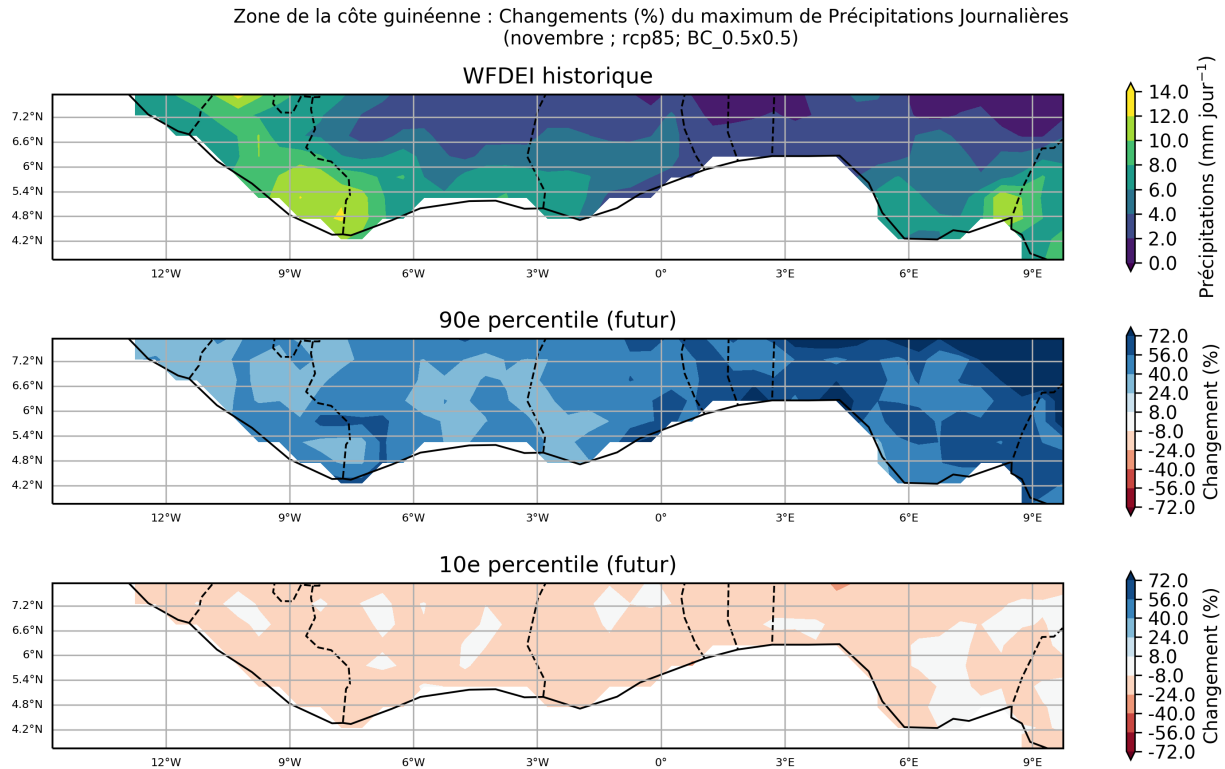 Zone de la côte guinéenne : Changements (%) du maximum de Précipitations Journalières
(novembre ; rcp85; BC_0.5x0.5)
WFDEI historique
7.2°N
6.6°N
6°N
5.4°N
4.8°N
4.2°N
12°W 9°W 6°W 3°W 0° 3°E 6°E 9°E
14.0
12.0
10.0
8.0
6.0
4.0
2.0
0.0
Précipitations (mm jour⁻¹)
90e percentile (futur)
7.2°N
6.6°N
6°N
5.4°N
4.8°N
4.2°N
12°W 9°W 6°W 3°W 0° 3°E 6°E 9°E
72.0
56.0
40.0
24.0
8.0
-8.0
-24.0
-40.0
-56.0
-72.0
Changement (%)
10e percentile (futur)
7.2°N
6.6°N
6°N
5.4°N
4.8°N
4.2°N
12°W 9°W 6°W 3°W 0° 3°E 6°E 9°E
72.0
56.0
40.0
24.0
8.0
-8.0
-24.0
-40.0
-56.0
-72.0
Changement (%)